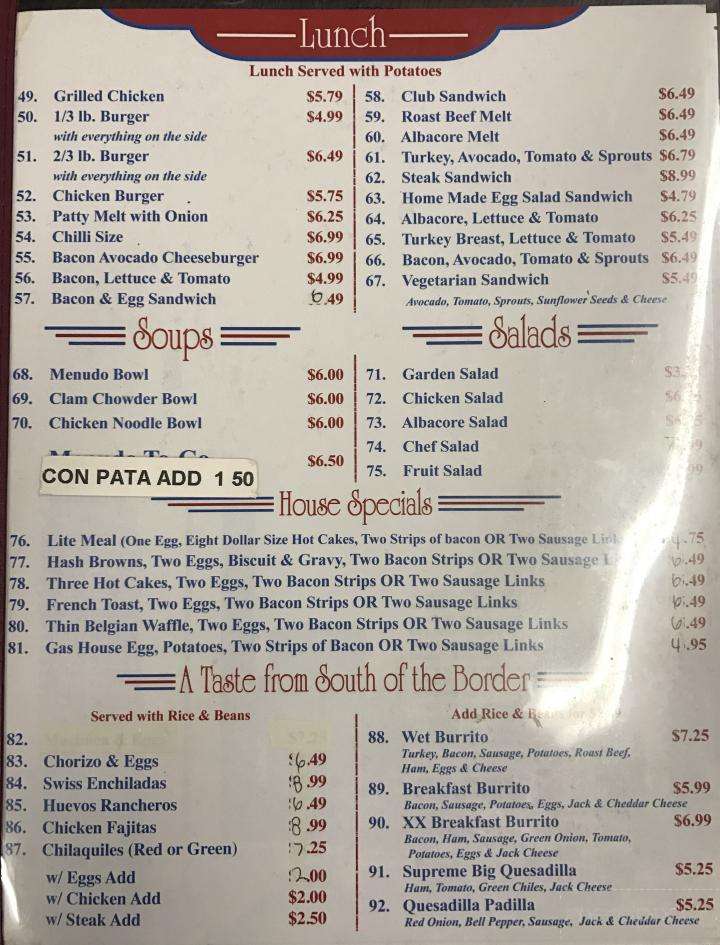 Lunch
Lunch Served with Potatoes
49. Grilled Chicken $5.79
50. 1/3 lb. Burger $4.99
with everything on the side
51. 2/3 lb. Burger $6.49
with everything on the side
52. Chicken Burger $5.75
53. Patty Melt with Onion $6.25
54. Chilli Size $6.99
55. Bacon Avocado Cheeseburger $6.99
56. Bacon, Lettuce & Tomato $4.99
57. Bacon & Egg Sandwich 6.49
58. Club Sandwich $6.49
59. Roast Beef Melt $6.49
60. Albacore Melt $6.49
61. Turkey, Avocado, Tomato & Sprouts $6.79
62. Steak Sandwich $8.99
63. Home Made Egg Salad Sandwich $4.79
64. Albacore, Lettuce & Tomato $6.25
65. Turkey Breast, Lettuce & Tomato $5.49
66. Bacon, Avocado, Tomato & Sprouts $6.49
67. Vegetarian Sandwich $5.49
Avocado, Tomato, Sprouts, Sunflower Seeds & Cheese
Soups
68. Menudo Bowl $6.00
69. Clam Chowder Bowl $6.00
70. Chicken Noodle Bowl $6.00
Menudo To Go $6.50
CON PATA ADD 1 50
Salads
71. Garden Salad
72. Chicken Salad
73. Albacore Salad
74. Chef Salad
75. Fruit Salad
House Specials
76. Lite Meal (One Egg, Eight Dollar Size Hot Cakes, Two Strips of bacon OR Two Sausage 4.75
77. Hash Browns, Two Eggs, Biscuit & Gravy, Two Bacon Strips OR Two Sausage 6.49
78. Three Hot Cakes, Two Eggs, Two Bacon Strips OR Two Sausage Links 6.49
79. French Toast, Two Eggs, Two Bacon Strips OR Two Sausage Links 6.49
80. Thin Belgian Waffle, Two Eggs, Two Bacon Strips OR Two Sausage Links 6.49
81. Gas House Egg, Potatoes, Two Strips of Bacon OR Two Sausage Links 4.95
A Taste from South of the Border
Served with Rice & Beans
82.
83. Chorizo & Eggs 6.49
84. Swiss Enchiladas 8.99
85. Huevos Rancheros 6.49
86. Chicken Fajitas 8.99
87. Chilaquiles (Red or Green) 7.25
w/ Eggs Add 2.00
w/ Chicken Add $2.00
w/ Steak Add $2.50
Add Rice & Beans for
88. Wet Burrito $7.25
Turkey, Bacon, Sausage, Potatoes, Roast Beef,
Ham, Eggs & Cheese
89. Breakfast Burrito $5.99
Bacon, Sausage, Potatoes, Eggs, Jack & Cheddar Cheese
90. XX Breakfast Burrito $6.99
Bacon, Ham, Sausage, Green Onion, Tomato,
Potatoes, Eggs & Jack Cheese
91. Supreme Big Quesadilla $5.25
Ham, Tomato, Green Chiles, Jack Cheese
92. Quesadilla Padilla $5.25
Red Onion, Bell Pepper, Sausage, Jack & Cheddar Cheese